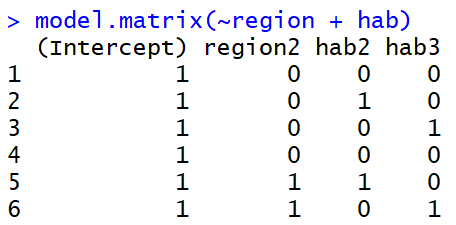 > model.matrix(~region + hab)
(Intercept) region2 hab2 hab3
1 1 0 0 0
2 1 0 1 0
3 1 0 0 1
4 1 0 0 0
5 1 1 1 0
6 1 1 0 1